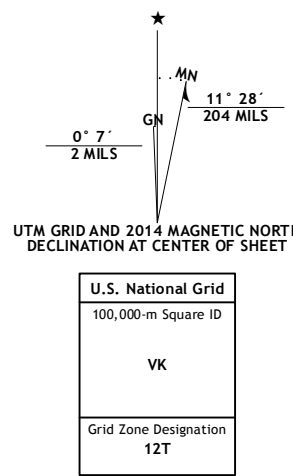 ★
MN
GN
11° 28´
204 MILS
0° 7´
2 MILS
UTM GRID AND 2014 MAGNETIC NORTH
DECLINATION AT CENTER OF SHEET
U.S. National Grid
100,000-m Square ID
VK
Grid Zone Designation
12T